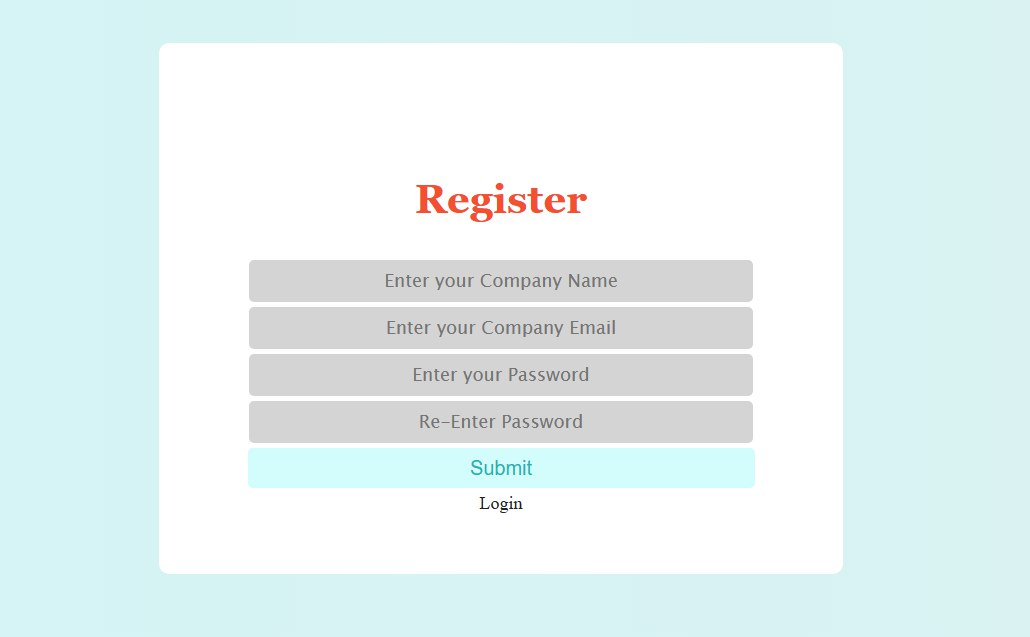 Register
Enter your Company Name
Enter your Company Email
Enter your Password
Re-Enter Password
Submit
Login